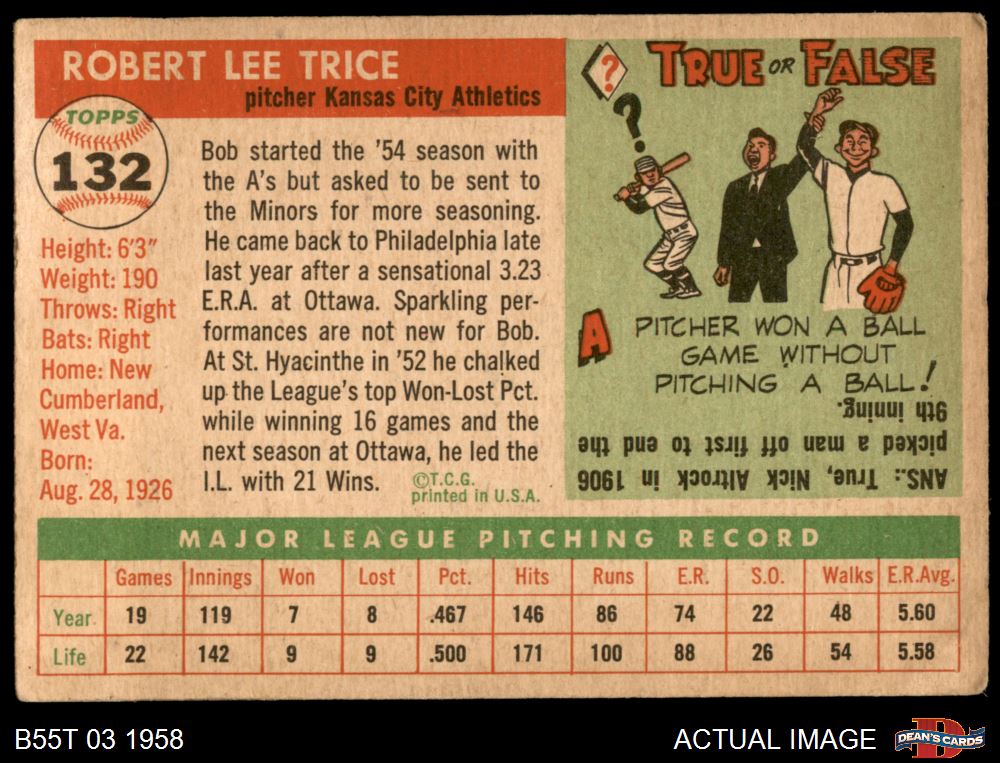 ROBERT LEE TRICE
pitcher Kansas City Athletics
TOPPS
132
Height: 6'3"
Weight: 190
Throws: Right
Bats: Right
Home: New
Cumberland,
West Va.
Born:
Aug. 28, 1926
Bob started the '54 season with
the A's but asked to be sent to
the Minors for more seasoning.
He came back to Philadelphia late
last year after a sensational 3.23
E.R.A. at Ottawa. Sparkling per-
formances are not new for Bob.
At St. Hyacinthe in '52 he chalked
up the League's top Won-Lost Pct.
while winning 16 games and the
next season at Ottawa, he led the
I.L. with 21 Wins.
©T.C.G.
printed in U.S.A.
?
TRUE OR FALSE
?
A PITCHER WON A BALL
GAME WITHOUT
PITCHING A BALL!
ANS.: True, Nick Altrock in 1906
picked a man off first to end the
9th inning.
MAJOR LEAGUE PITCHING RECORD
Games Innings Won Lost Pct. Hits Runs E.R. S.O. Walks E.R.Avg.
Year 19 119 7 8 .467 146 86 74 22 48 5.60
Life 22 142 9 9 .500 171 100 88 26 54 5.58
B55T 03 1958
ACTUAL IMAGE
DEAN'S CARDS